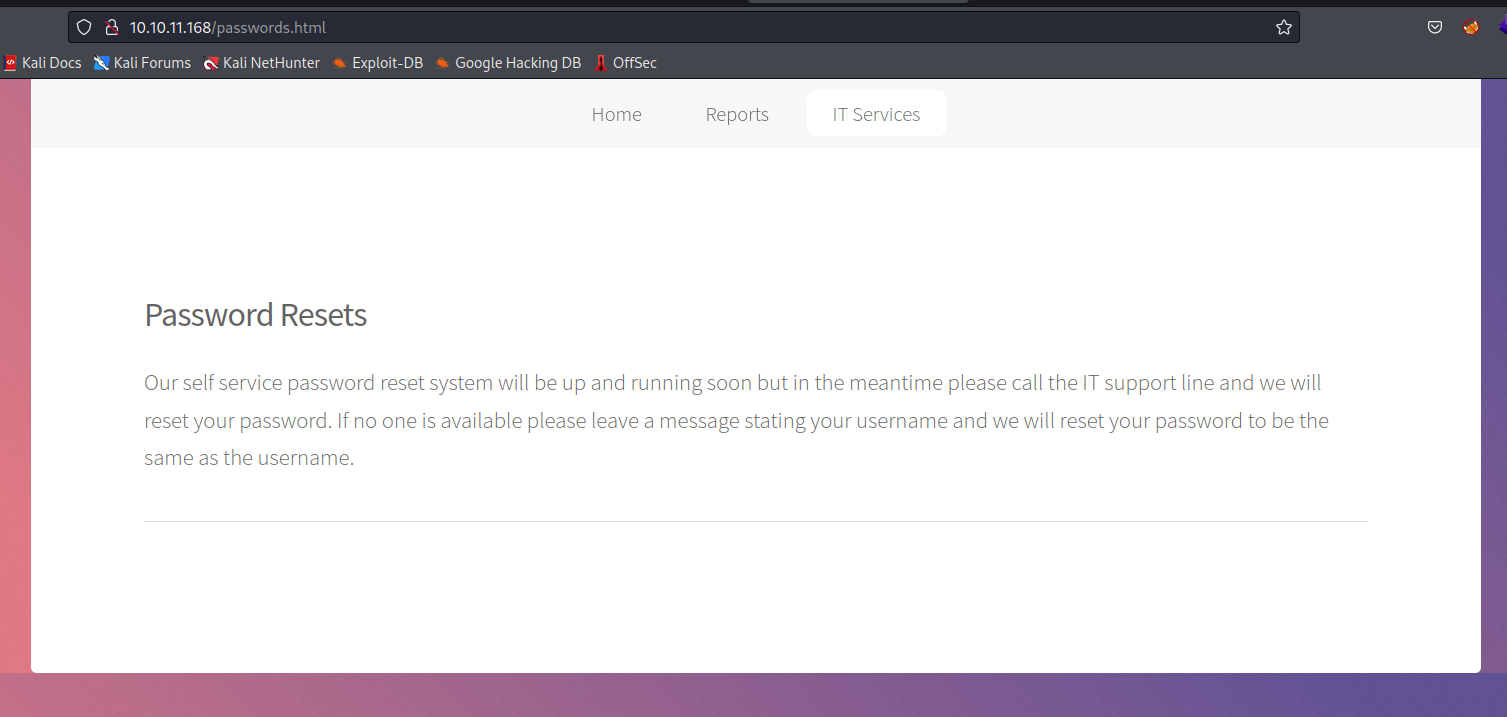 10.10.11.168/passwords.html
Kali Docs Kali Forums Kali NetHunter Exploit-DB Google Hacking DB OffSec
Home Reports IT Services
Password Resets
Our self service password reset system will be up and running soon but in the meantime please call the IT support line and we will
reset your password. If no one is available please leave a message stating your username and we will reset your password to be the
same as the username.